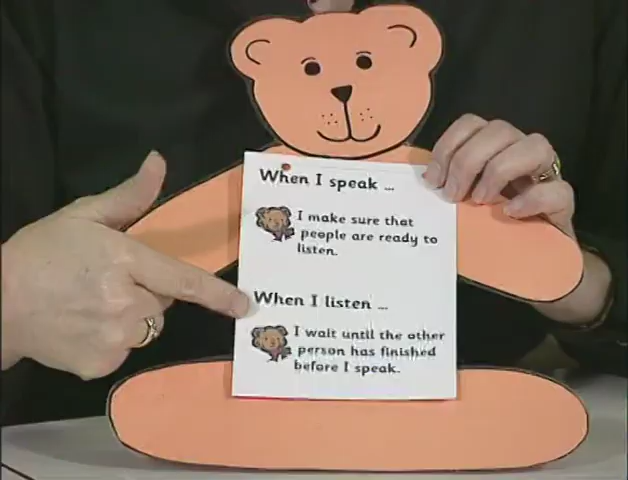 When I speak ...
I make sure that
people are ready to
listen.
When I listen ...
I wait until the other
person has finished
before I speak.